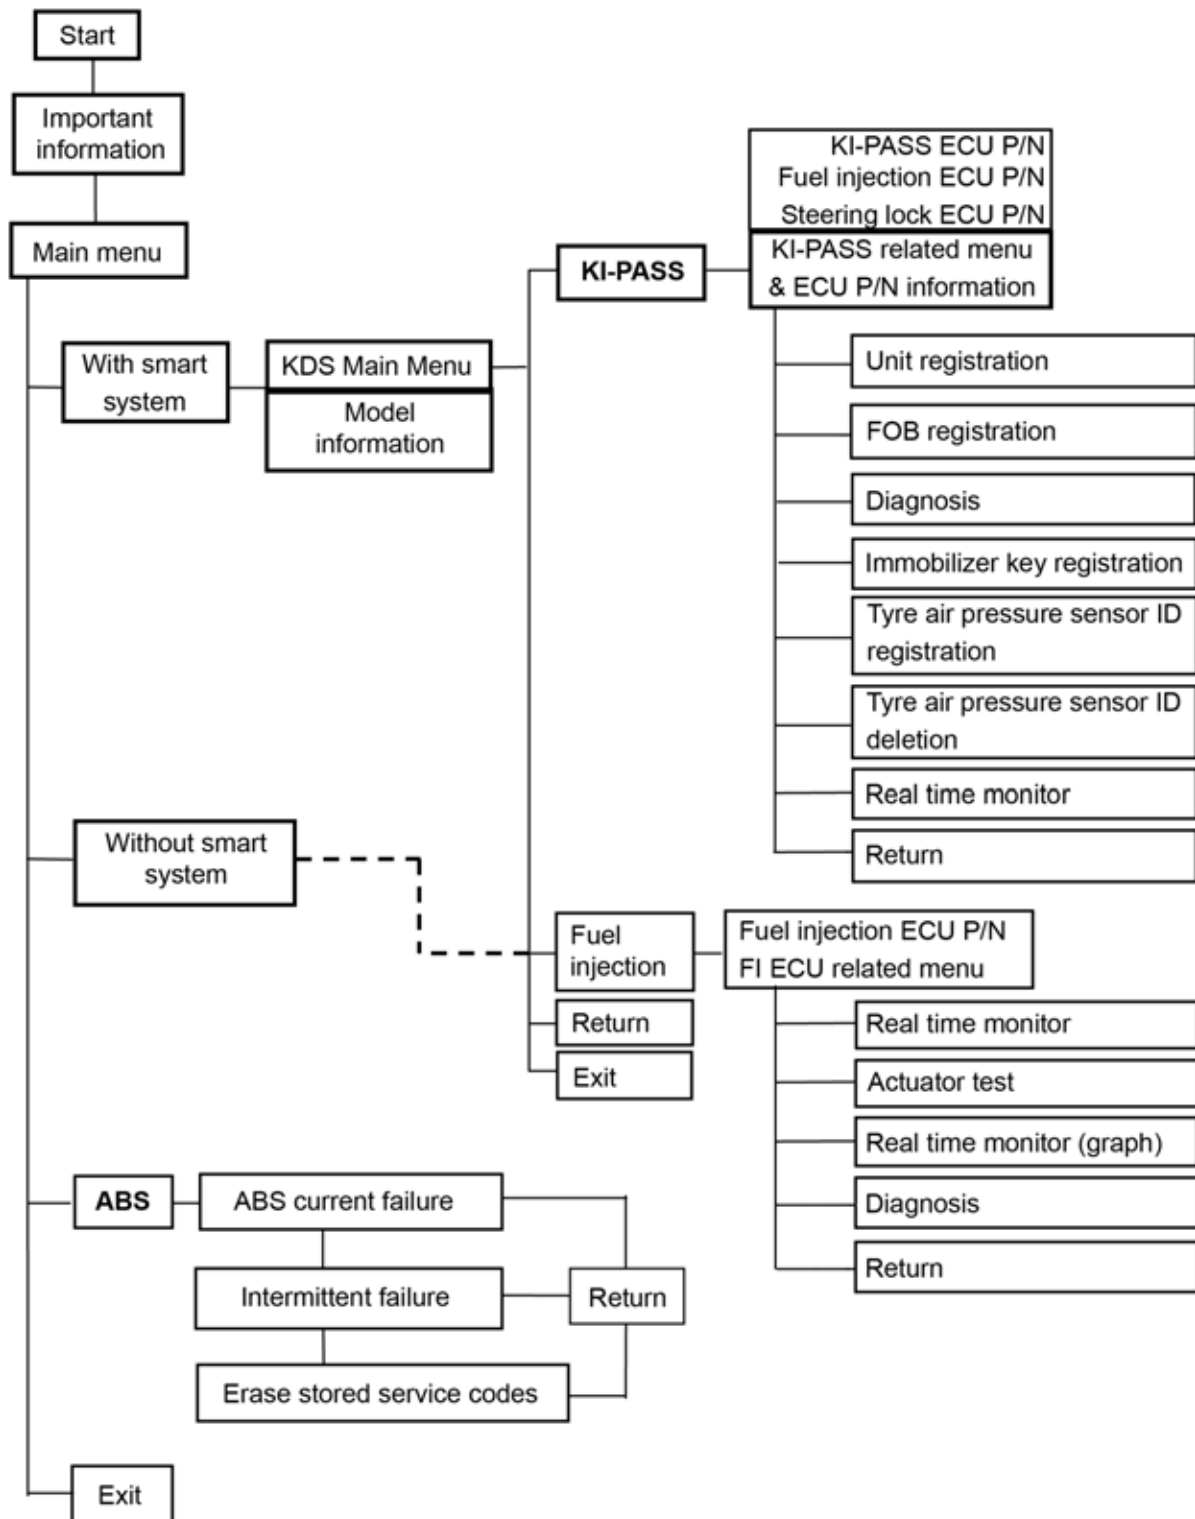 Start
Important
information
Main menu
With smart
system
KDS Main Menu
Model
information
KI-PASS
KI-PASS ECU P/N
Fuel injection ECU P/N
Steering lock ECU P/N
KI-PASS related menu
& ECU P/N information
Unit registration
FOB registration
Diagnosis
Immobilizer key registration
Tyre air pressure sensor ID
registration
Tyre air pressure sensor ID
deletion
Real time monitor
Return
Without smart
system
Fuel
injection
Return
Exit
Fuel injection ECU P/N
FI ECU related menu
Real time monitor
Actuator test
Real time monitor (graph)
Diagnosis
Return
ABS
ABS current failure
Intermittent failure
Return
Erase stored service codes
Exit